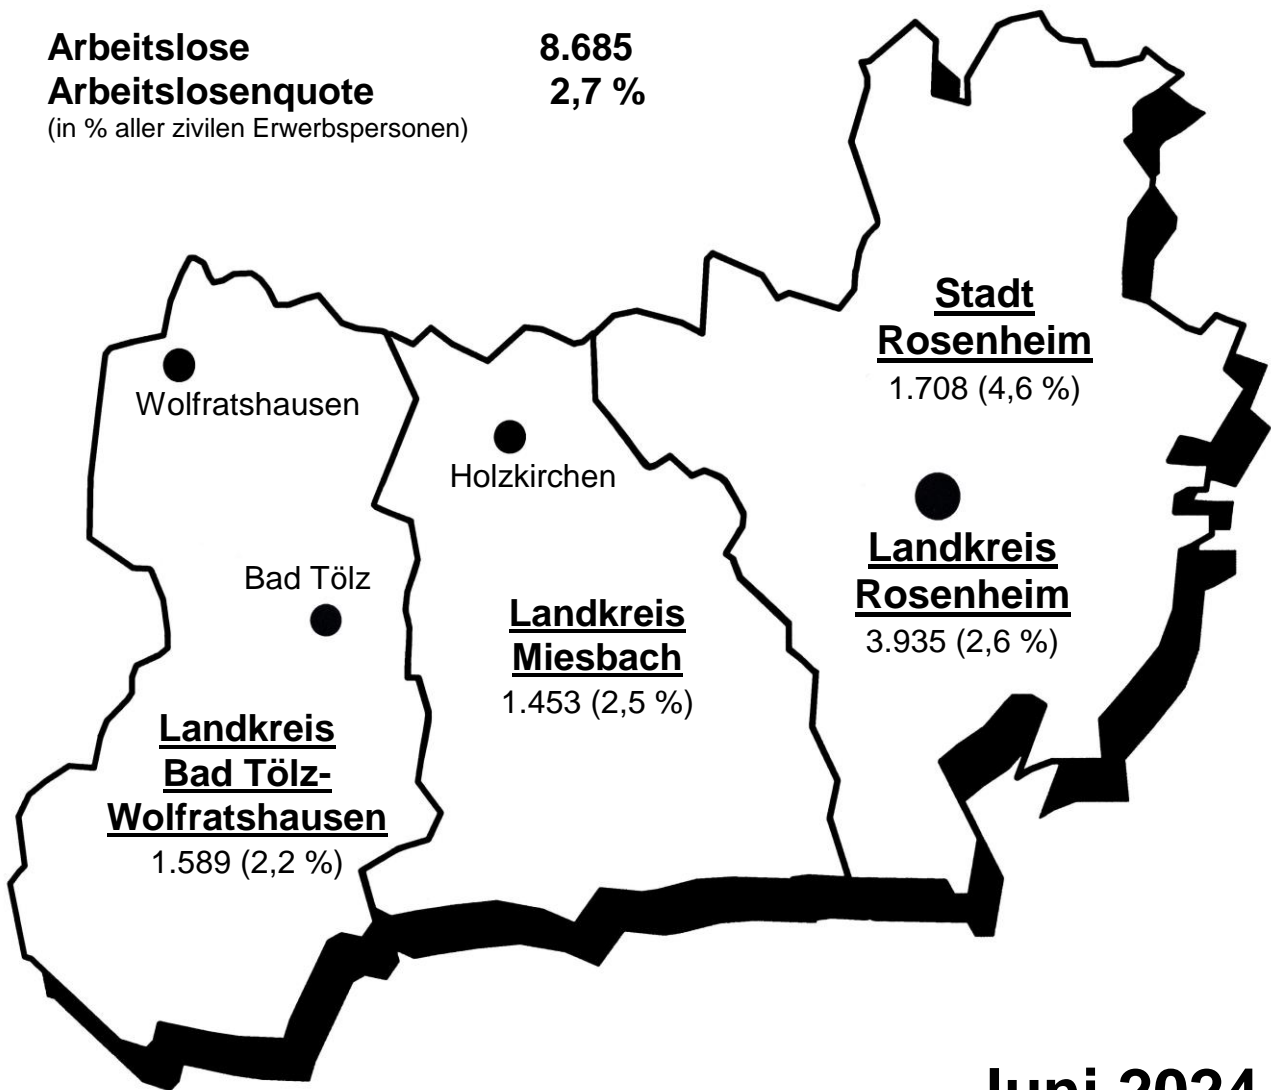 Arbeitslose 8.685
Arbeitslosenquote 2,7 %
(in % aller zivilen Erwerbspersonen)
Stadt
Rosenheim
1.708 (4,6 %)
Wolfratshausen
Holzkirchen
Landkreis
Rosenheim
3.935 (2,6 %)
Bad Tölz
Landkreis
Miesbach
1.453 (2,5 %)
Landkreis
Bad Tölz-
Wolfratshausen
1.589 (2,2 %)
Juni 2024